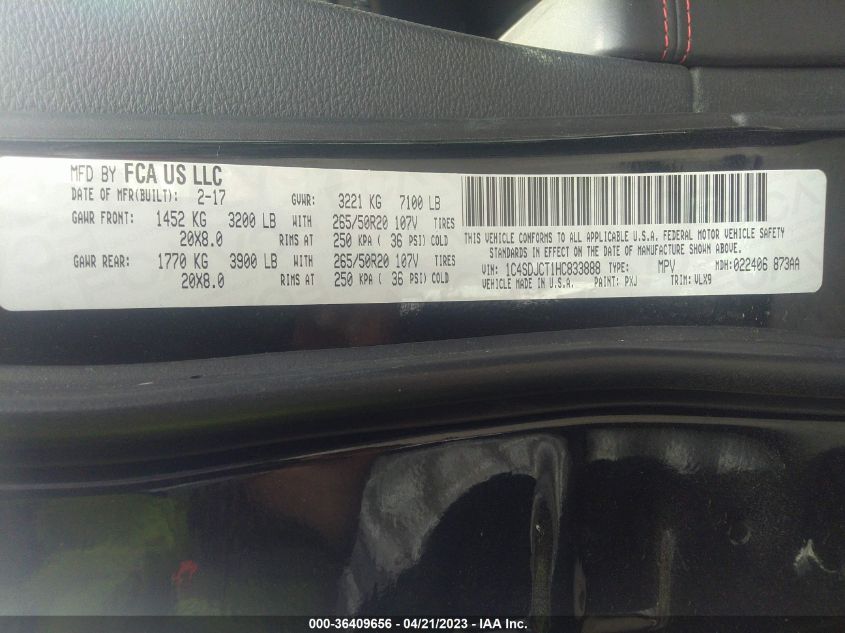 MFD BY FCA US LLC
DATE OF MFR(BUILT): 2-17 GVWR: 3221 KG 7100 LB
GAWR FRONT: 1452 KG 3200 LB WITH 265/50R20 107V TIRES
20X8.0 RIMS AT 250 KPA ( 36 PSI) COLD
GAWR REAR: 1770 KG 3900 LB WITH 265/50R20 107V TIRES
20X8.0 RIMS AT 250 KPA ( 36 PSI) COLD
THIS VEHICLE CONFORMS TO ALL APPLICABLE U.S.A. FEDERAL MOTOR VEHICLE SAFETY
STANDARDS IN EFFECT ON THE DATE OF MANUFACTURE SHOWN ABOVE.
VIN: 1C4SDJCT1HC833888 TYPE: MPV MDH: 022406 873AA
VEHICLE MADE IN U.S.A. PAINT: PXJ TRIM: VLX9
000-36409656 / 04/21/2023 - IAA Inc.